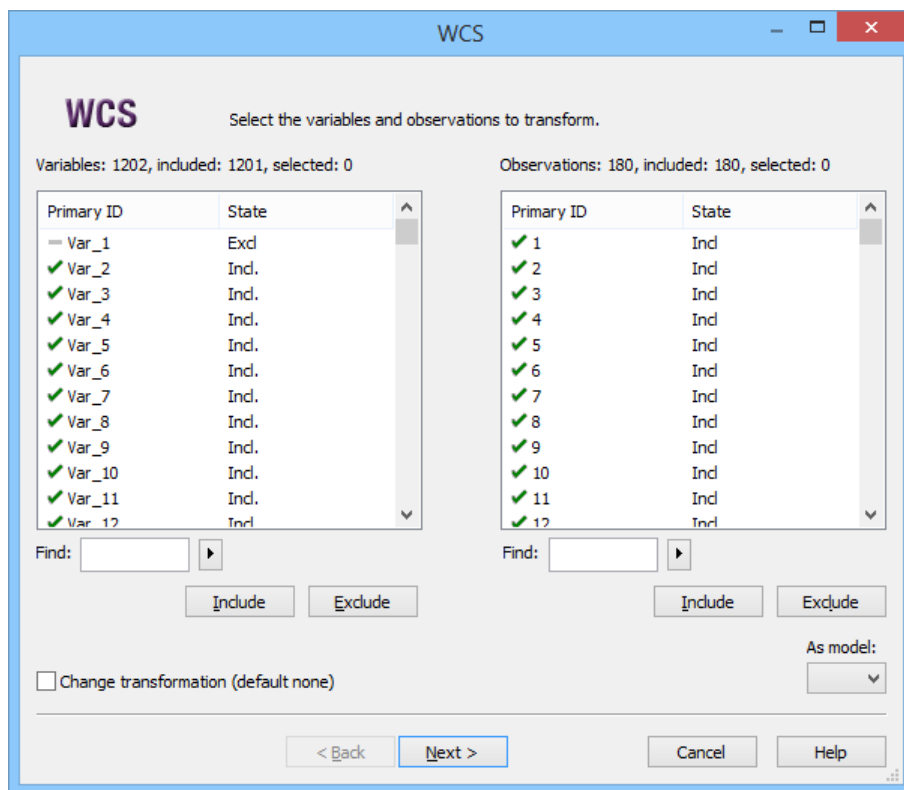 WCS
WCS
Select the variables and observations to transform.
Variables: 1202, included: 1201, selected: 0
Primary ID State
Var_1 Excl
Var_2 Incl.
Var_3 Incl.
Var_4 Incl.
Var_5 Incl.
Var_6 Incl.
Var_7 Incl.
Var_8 Incl.
Var_9 Incl.
Var_10 Incl.
Var_11 Incl.
Var_12 Incl.
Find:
Include Exclude
Observations: 180, included: 180, selected: 0
Primary ID State
1 Incl
2 Incl
3 Incl
4 Incl
5 Incl
6 Incl
7 Incl
8 Incl
9 Incl
10 Incl
11 Incl
12 Incl
Find:
Include Exclude
As model:
Change transformation (default none)
< Back Next > Cancel Help